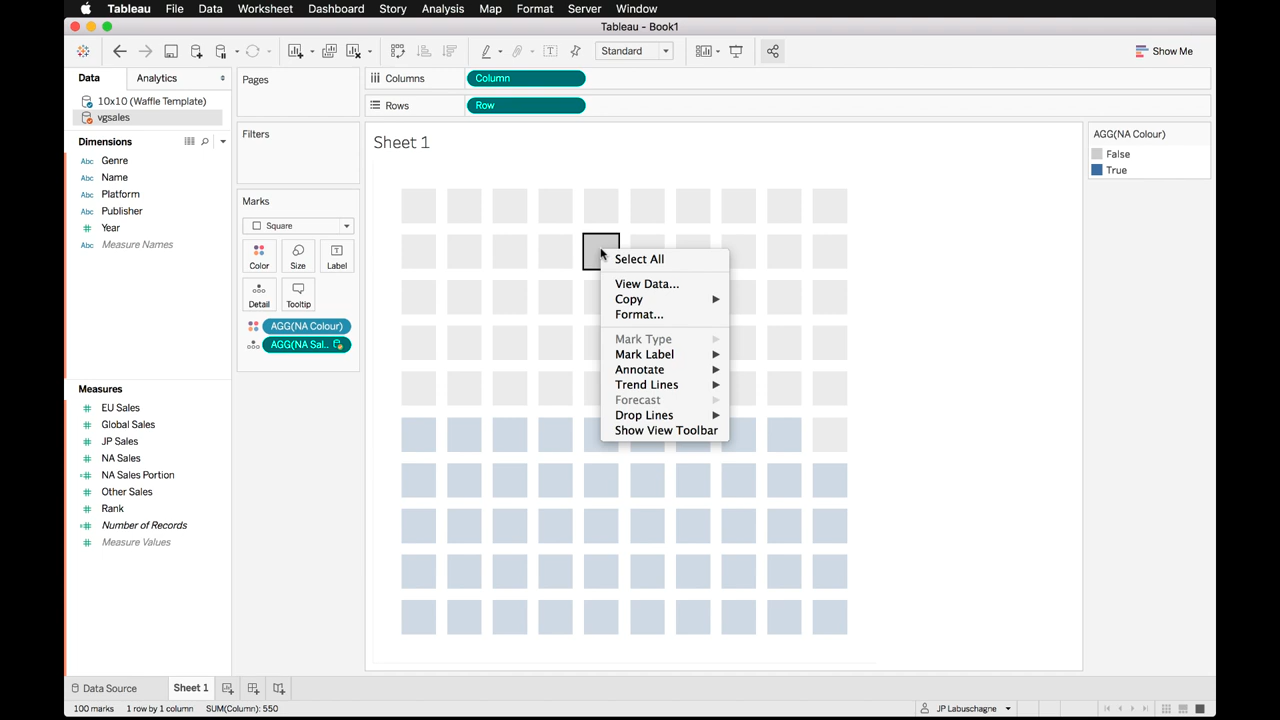 Tableau File Data Worksheet Dashboard Story Analysis Map Format Server Window
Tableau - Book1
Standard
Show Me
Data Analytics
Pages
Columns Column
10x10 (Waffle Template)
vgsales
Rows Row
Filters
Sheet 1
AGG(NA Colour)
False
True
Dimensions
Abc Genre
Abc Name
Abc Platform
Abc Publisher
# Year
Abc Measure Names
Marks
Square
Color Size Label
Detail Tooltip
AGG(NA Colour)
AGG(NA Sal..
Select All
View Data...
Copy
Format...
Mark Type
Mark Label
Annotate
Trend Lines
Forecast
Drop Lines
Show View Toolbar
Measures
# EU Sales
# Global Sales
# JP Sales
# NA Sales
=# NA Sales Portion
# Other Sales
# Rank
=# Number of Records
# Measure Values
Data Source Sheet 1
100 marks 1 row by 1 column SUM(Column): 550
JP Labuschagne